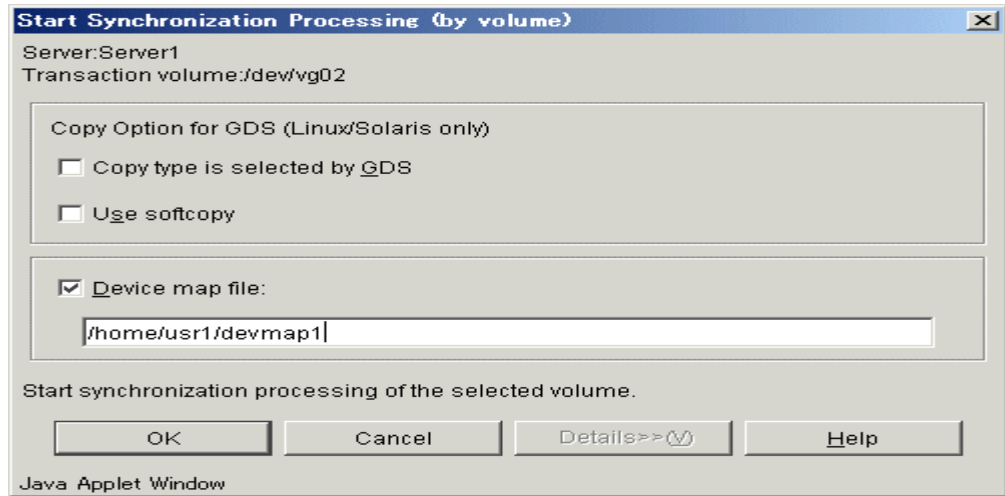 Start Synchronization Processing (by volume)
Server:Server1
Transaction volume:/dev/vg02
Copy Option for GDS (Linux/Solaris only)
Copy type is selected by GDS
Use softcopy
Device map file:
/home/usr1/devmap1
Start synchronization processing of the selected volume.
OK Cancel Details>>(V) Help
Java Applet Window